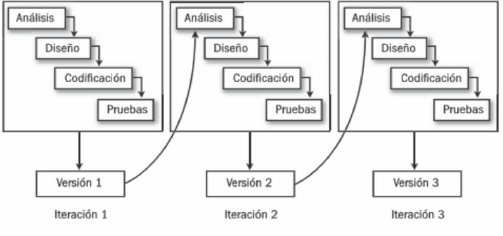 Análisis
Diseño
Codificación
Pruebas
Versión 1
Iteración 1
Análisis
Diseño
Codificación
Pruebas
Versión 2
Iteración 2
Análisis
Diseño
Codificación
Pruebas
Versión 3
Iteración 3